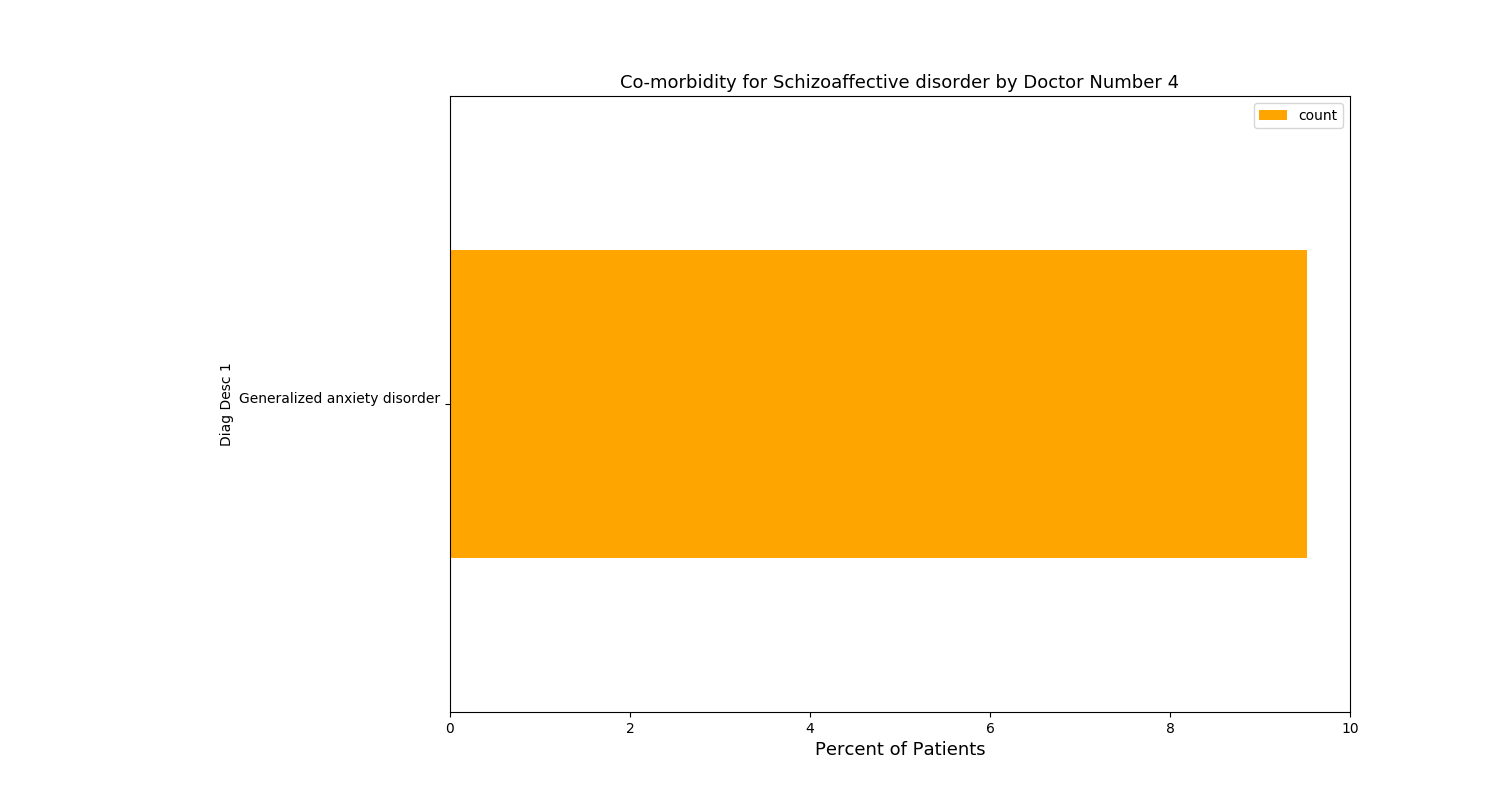 Co-morbidity for Schizoaffective disorder by Doctor Number 4
count
Diag Desc 1
Generalized anxiety disorder
0 2 4 6 8 10
Percent of Patients